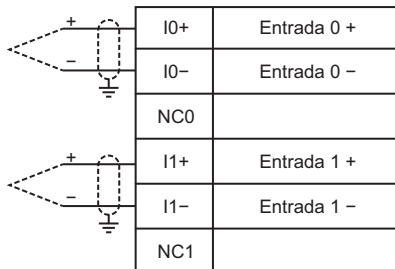 + I0+ Entrada 0 +
− I0− Entrada 0 −
NC0
+ I1+ Entrada 1 +
− I1− Entrada 1 −
NC1